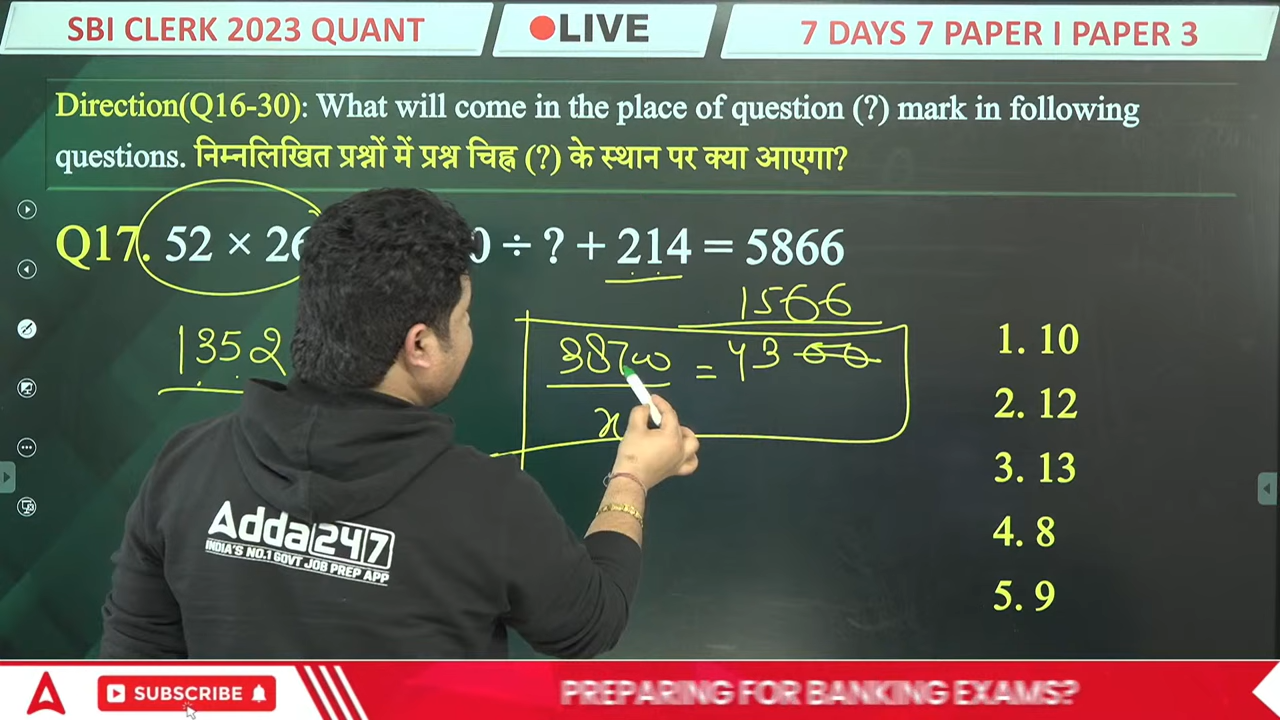 SBI CLERK 2023 QUANT
LIVE
7 DAYS 7 PAPER I PAPER 3
Direction(Q16-30): What will come in the place of question (?) mark in following
questions. निम्नलिखित प्रश्नों में प्रश्न चिह्न (?) के स्थान पर क्या आएगा?
Q17. 52 × 26 0 ÷ ? + 214 = 5866
1566
1352
38700 = 4300
x
1. 10
2. 12
3. 13
4. 8
5. 9
Adda247
INDIA'S NO.1 GOVT JOB PREP APP
SUBSCRIBE
PREPARING FOR BANKING EXAMS?